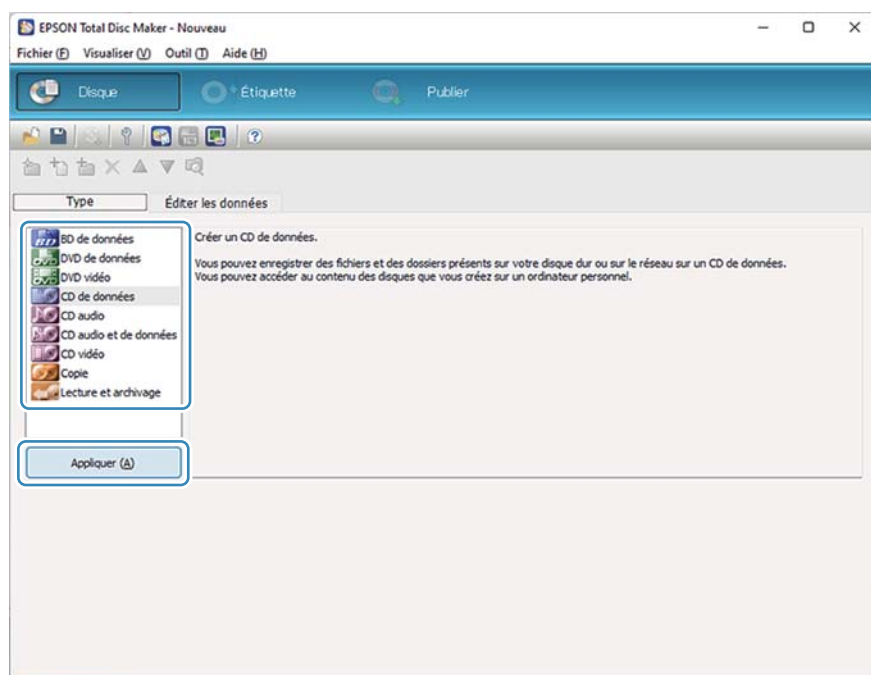 EPSON Total Disc Maker - Nouveau
Fichier (F) Visualiser (V) Outil (T) Aide (H)
Disque Étiquette Publier
Type Éditer les données
BD de données
DVD de données
DVD vidéo
CD de données
CD audio
CD audio et de données
CD vidéo
Copie
Lecture et archivage
Appliquer (A)
Créer un CD de données.
Vous pouvez enregistrer des fichiers et des dossiers présents sur votre disque dur ou sur le réseau sur un CD de données.
Vous pouvez accéder au contenu des disques que vous créez sur un ordinateur personnel.